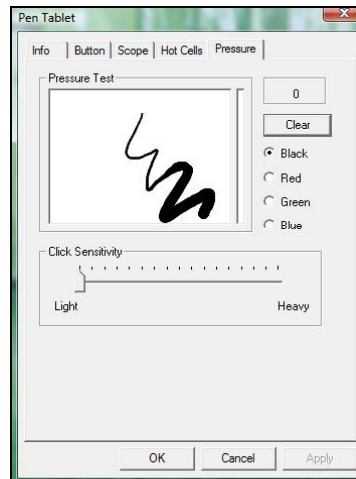 Pen Tablet
Info Button Scope Hot Cells Pressure
Pressure Test
0
Clear
Black
Red
Green
Blue
Click Sensitivity
Light Heavy
OK Cancel Apply